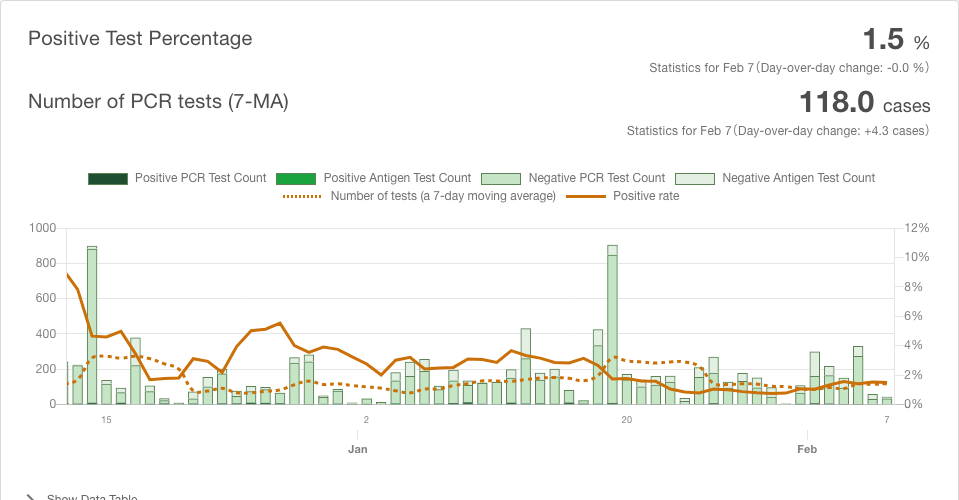 Positive Test Percentage
1.5 %
Statistics for Feb 7(Day-over-day change: -0.0 %)
Number of PCR tests (7-MA)
118.0 cases
Statistics for Feb 7(Day-over-day change: +4.3 cases)
Positive PCR Test Count Positive Antigen Test Count Negative PCR Test Count Negative Antigen Test Count
Number of tests (a 7-day moving average) Positive rate
1000 12%
10%
800
8%
600
6%
400
4%
200
2%
0 0%
15 2 20 7
Jan Feb
Show Data Table